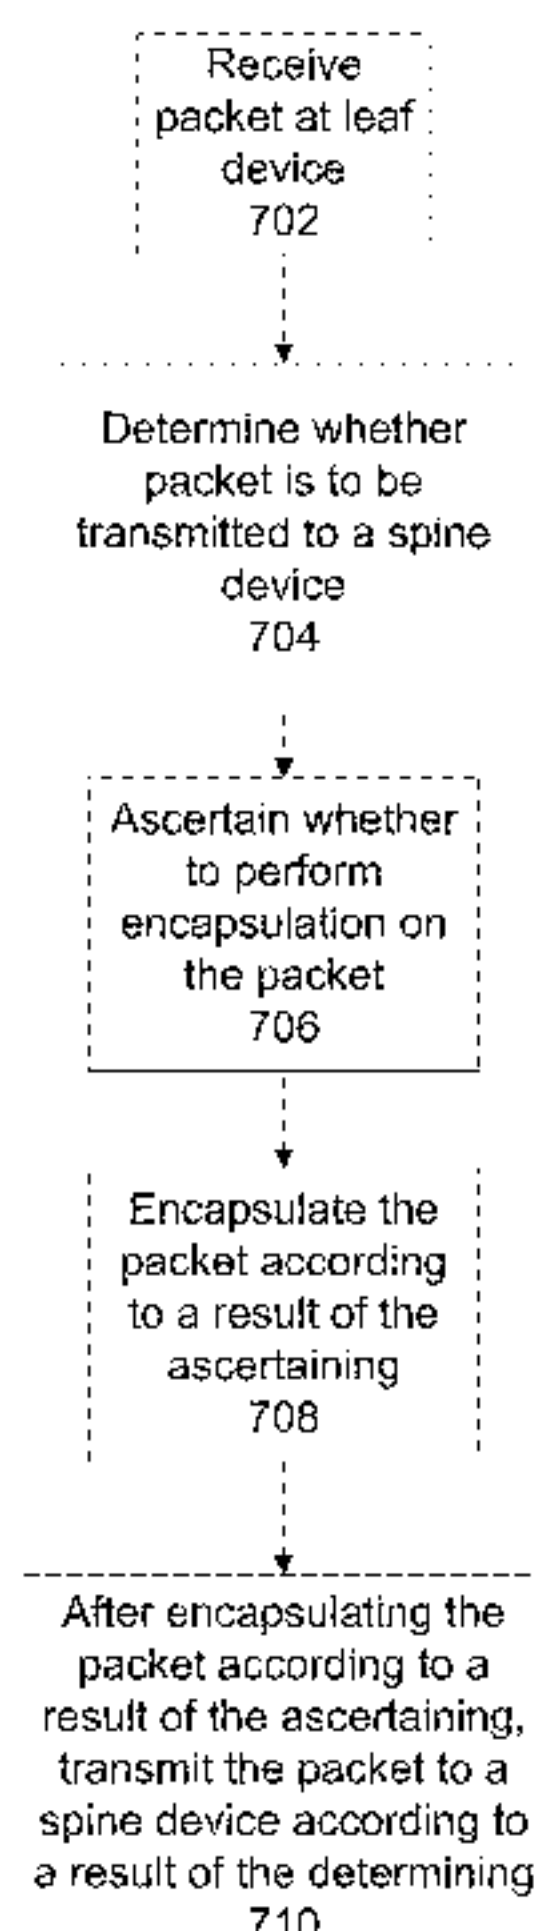 Receive
packet at leaf
device
702
Determine whether
packet is to be
transmitted to a spine
device
704
Ascertain whether
to perform
encapsulation on
the packet
706
Encapsulate the
packet according
to a result of the
ascertaining
708
After encapsulating the
packet according to a
result of the ascertaining,
transmit the packet to a
spine device according to
a result of the determining
710